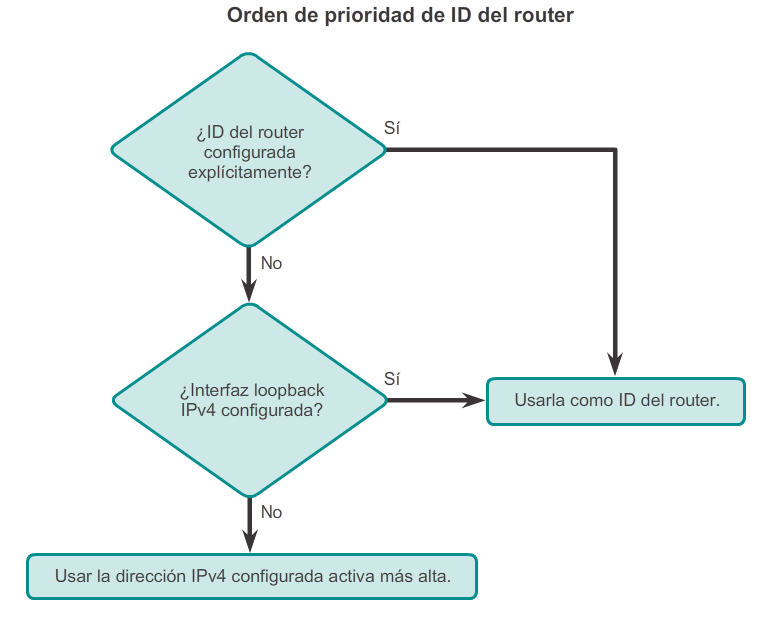 Orden de prioridad de ID del router
¿ID del router
configurada
explícitamente?
Sí
No
¿Interfaz loopback
IPv4 configurada?
Sí
Usarla como ID del router.
No
Usar la dirección IPv4 configurada activa más alta.